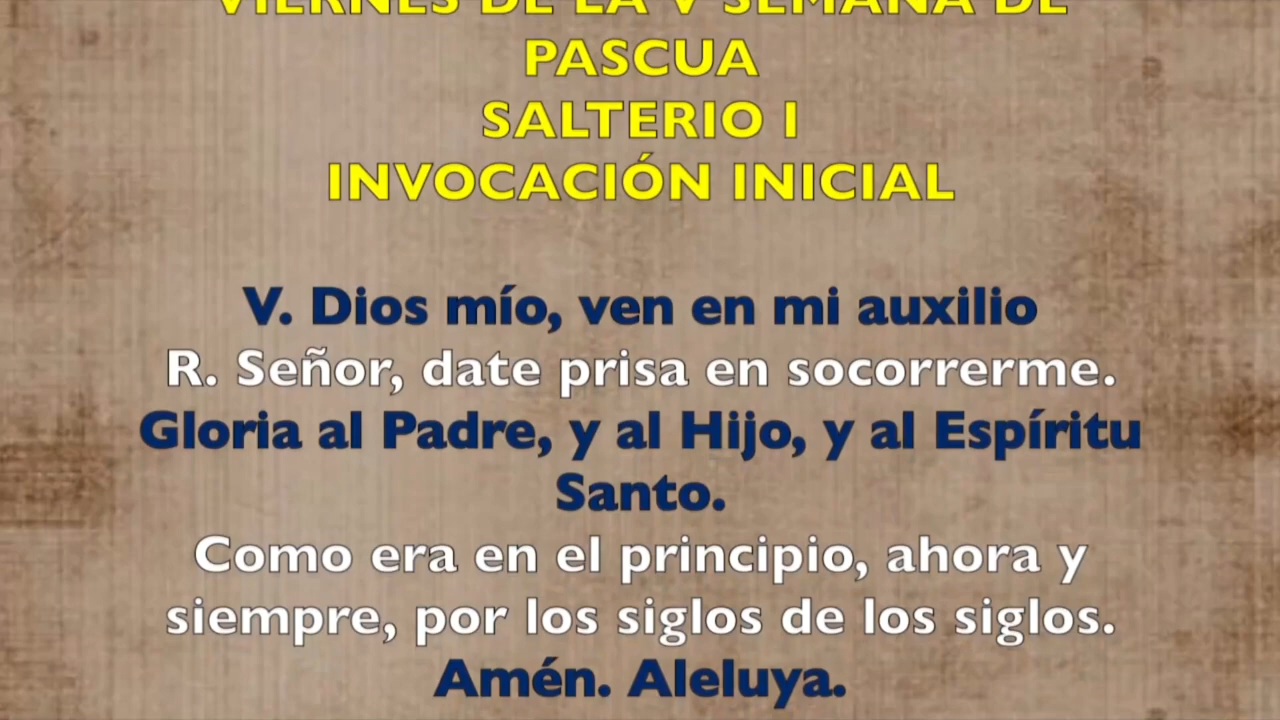 VIERNES DE LA V SEMANA DE
PASCUA
SALTERIO I
INVOCACIÓN INICIAL
V. Dios mío, ven en mi auxilio
R. Señor, date prisa en socorrerme.
Gloria al Padre, y al Hijo, y al Espíritu
Santo.
Como era en el principio, ahora y
siempre, por los siglos de los siglos.
Amén. Aleluya.